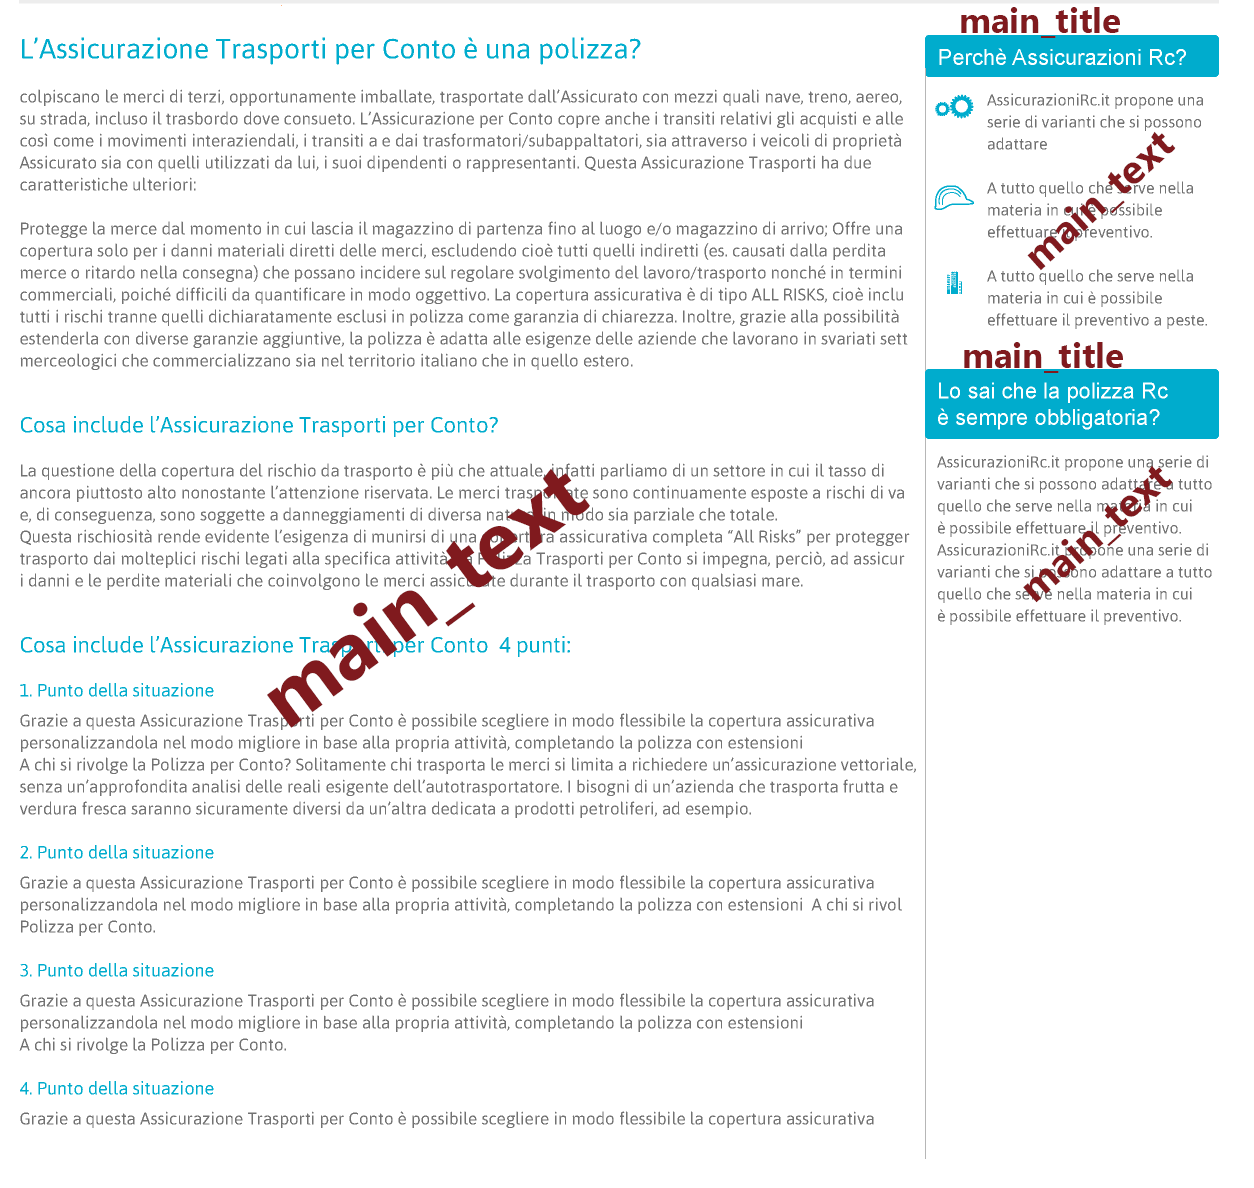 L'Assicurazione Trasporti per Conto è una polizza?
colpiscano le merci di terzi, opportunamente imballate, trasportate dall'Assicurato con mezzi quali nave, treno, aereo,
su strada, incluso il trasbordo dove consueto. L'Assicurazione per Conto copre anche i transiti relativi gli acquisti e alle
così come i movimenti interaziendali, i transiti a e dai trasformatori/subappaltatori, sia attraverso i veicoli di proprietà
Assicurato sia con quelli utilizzati da lui, i suoi dipendenti o rappresentanti. Questa Assicurazione Trasporti ha due
caratteristiche ulteriori:
Protegge la merce dal momento in cui lascia il magazzino di partenza fino al luogo e/o magazzino di arrivo; Offre una
copertura solo per i danni materiali diretti delle merci, escludendo cioè tutti quelli indiretti (es. causati dalla perdita
merce o ritardo nella consegna) che possano incidere sul regolare svolgimento del lavoro/trasporto nonché in termini
commerciali, poiché difficili da quantificare in modo oggettivo. La copertura assicurativa è di tipo ALL RISKS, cioè inclu
tutti i rischi tranne quelli dichiaratamente esclusi in polizza come garanzia di chiarezza. Inoltre, grazie alla possibilità
estenderla con diverse garanzie aggiuntive, la polizza è adatta alle esigenze delle aziende che lavorano in svariati sett
merceologici che commercializzano sia nel territorio italiano che in quello estero.
Cosa include l'Assicurazione Trasporti per Conto?
La questione della copertura del rischio da trasporto è più che attuale, infatti parliamo di un settore in cui il tasso di
ancora piuttosto alto nonostante l'attenzione riservata. Le merci trasportate sono continuamente esposte a rischi di va
e, di conseguenza, sono soggette a danneggiamenti di diversa natura in modo sia parziale che totale.
Questa rischiosità rende evidente l'esigenza di munirsi di una copertura assicurativa completa “All Risks” per protegger
trasporto dai molteplici rischi legati alla specifica attività. La Polizza Trasporti per Conto si impegna, perciò, ad assicur
i danni e le perdite materiali che coinvolgono le merci assicurate durante il trasporto con qualsiasi mare.
main_text
Cosa include l'Assicurazione Trasporti per Conto 4 punti:
1. Punto della situazione
Grazie a questa Assicurazione Trasporti per Conto è possibile scegliere in modo flessibile la copertura assicurativa
personalizzandola nel modo migliore in base alla propria attività, completando la polizza con estensioni
A chi si rivolge la Polizza per Conto? Solitamente chi trasporta le merci si limita a richiedere un'assicurazione vettoriale,
senza un'approfondita analisi delle reali esigente dell'autotrasportatore. I bisogni di un'azienda che trasporta frutta e
verdura fresca saranno sicuramente diversi da un'altra dedicata a prodotti petroliferi, ad esempio.
2. Punto della situazione
Grazie a questa Assicurazione Trasporti per Conto è possibile scegliere in modo flessibile la copertura assicurativa
personalizzandola nel modo migliore in base alla propria attività, completando la polizza con estensioni A chi si rivol
Polizza per Conto.
3. Punto della situazione
Grazie a questa Assicurazione Trasporti per Conto è possibile scegliere in modo flessibile la copertura assicurativa
personalizzandola nel modo migliore in base alla propria attività, completando la polizza con estensioni
A chi si rivolge la Polizza per Conto.
4. Punto della situazione
Grazie a questa Assicurazione Trasporti per Conto è possibile scegliere in modo flessibile la copertura assicurativa
main_title
Perchè Assicurazioni Rc?
AssicurazioniRc.it propone una
serie di varianti che si possono
adattare
main_text
A tutto quello che serve nella
materia in cui è possibile
effettuare il preventivo.
A tutto quello che serve nella
materia in cui è possibile
effettuare il preventivo a peste.
main_title
Lo sai che la polizza Rc
è sempre obbligatoria?
AssicurazioniRc.it propone una serie di
varianti che si possono adattare a tutto
quello che serve nella materia in cui
è possibile effettuare il preventivo.
main_text
AssicurazioniRc.it propone una serie di
varianti che si possono adattare a tutto
quello che serve nella materia in cui
è possibile effettuare il preventivo.